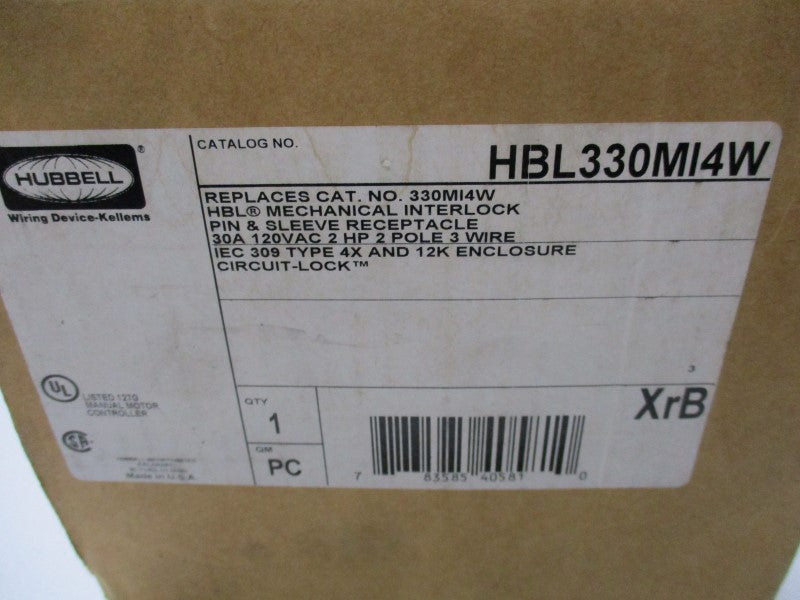 HUBBELL
®
Wiring Device-Kellems
CATALOG NO.
HBL330MI4W
REPLACES CAT. NO. 330MI4W
HBL® MECHANICAL INTERLOCK
PIN & SLEEVE RECEPTACLE
30A 120VAC 2 HP 2 POLE 3 WIRE
IEC 309 TYPE 4X AND 12K ENCLOSURE
CIRCUIT-LOCK™
3
XrB
UL
LISTED 127G
MANUAL MOTOR
CONTROLLER
QTY
1
QM
PC
7 83585 40581 0
Made in U.S.A.